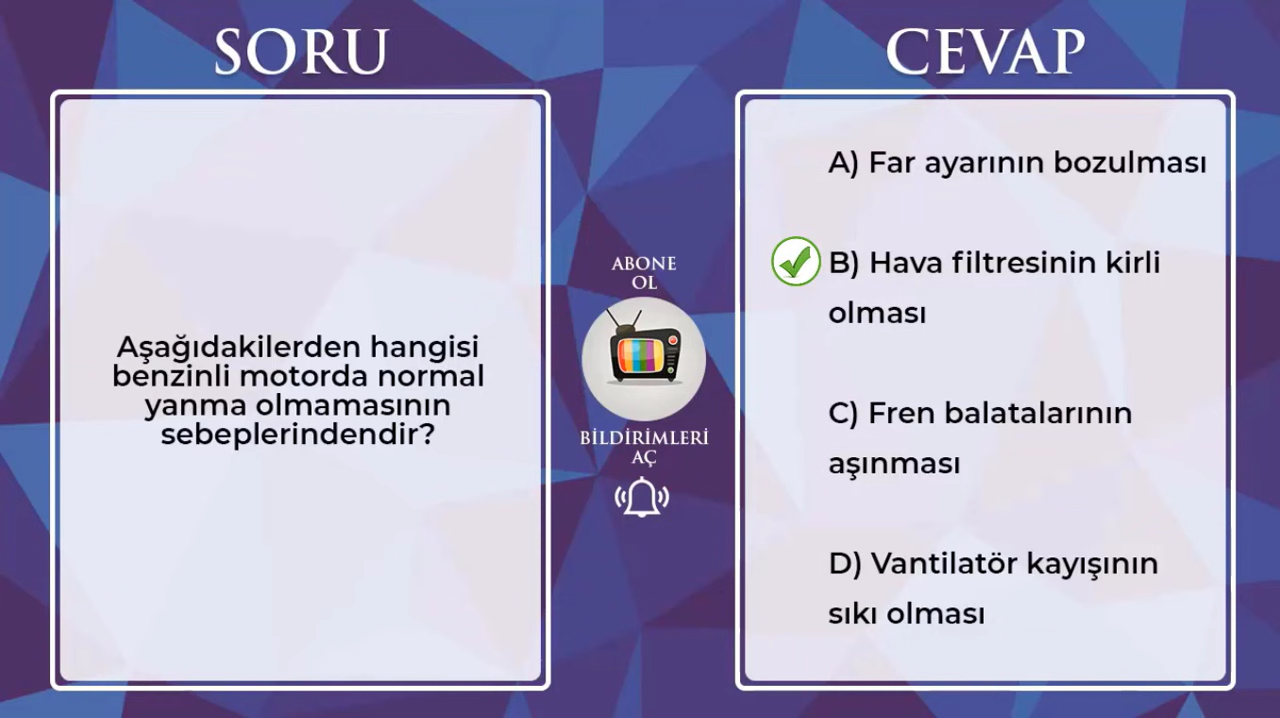 SORU
Aşağıdakilerden hangisi
benzinli motorda normal
yanma olmamasının
sebeplerindendir?
ABONE
OL
BİLDİRİMLERİ
AÇ
CEVAP
A) Far ayarının bozulması
B) Hava filtresinin kirli
olması
C) Fren balatalarının
aşınması
D) Vantilatör kayışının
sıkı olması